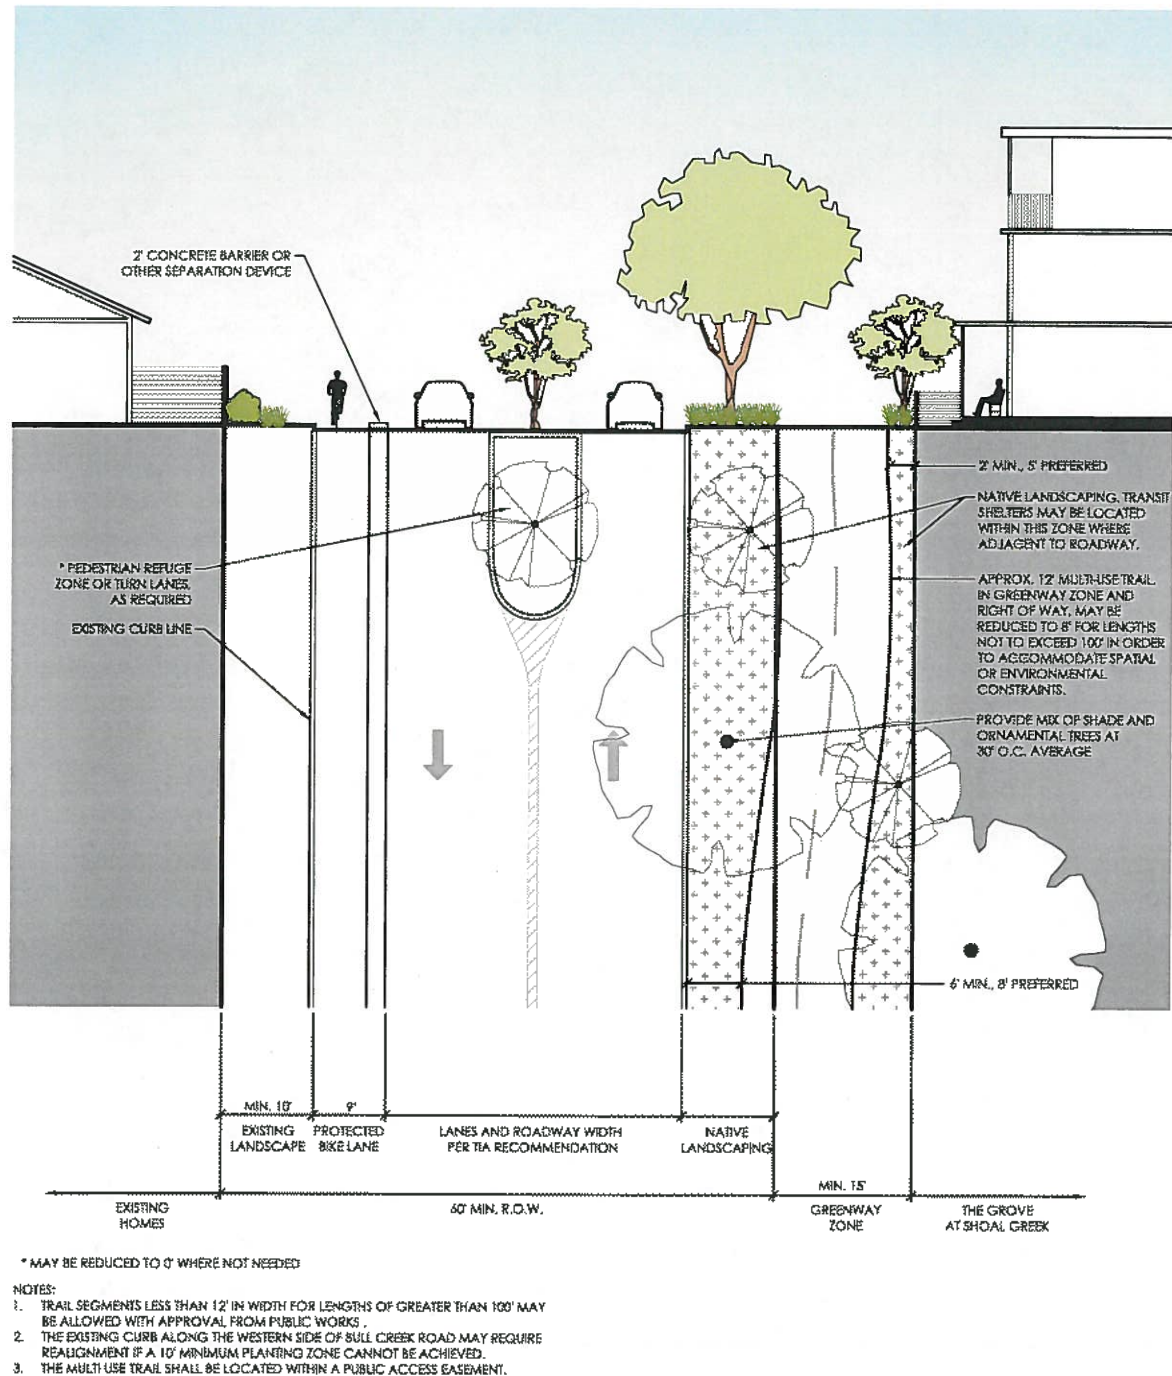 2' CONCRETE BARRIER OR
OTHER SEPARATION DEVICE
2' MIN., 5' PREFERRED
NATIVE LANDSCAPING, TRANSIT
SHELTERS MAY BE LOCATED
WITHIN THIS ZONE WHERE
ADJACENT TO ROADWAY.
* PEDESTRIAN REFUGE
ZONE OR TURN LANES,
AS REQUIRED
EXISTING CURB LINE
APPROX. 12' MULTI-USE TRAIL
IN GREENWAY ZONE AND
RIGHT OF WAY, MAY BE
REDUCED TO 8' FOR LENGTHS
NOT TO EXCEED 100' IN ORDER
TO ACCOMMODATE SPATIAL
OR ENVIRONMENTAL
CONSTRAINTS.
PROVIDE MIX OF SHADE AND
ORNAMENTAL TREES AT
30' O.C. AVERAGE
6' MIN., 8' PREFERRED
MIN. 10'
EXISTING
LANDSCAPE
9'
PROTECTED
BIKE LANE
LANES AND ROADWAY WIDTH
PER TIA RECOMMENDATION
NATIVE
LANDSCAPING
EXISTING
HOMES
60' MIN. R.O.W.
MIN. 15'
GREENWAY
ZONE
THE GROVE
AT SHOAL CREEK
* MAY BE REDUCED TO 0' WHERE NOT NEEDED
NOTES:
1. TRAIL SEGMENTS LESS THAN 12' IN WIDTH FOR LENGTHS OF GREATER THAN 100' MAY
BE ALLOWED WITH APPROVAL FROM PUBLIC WORKS .
2. THE EXISTING CURB ALONG THE WESTERN SIDE OF BULL CREEK ROAD MAY REQUIRE
REALIGNMENT IF A 10' MINIMUM PLANTING ZONE CANNOT BE ACHIEVED.
3. THE MULTI USE TRAIL SHALL BE LOCATED WITHIN A PUBLIC ACCESS EASEMENT.